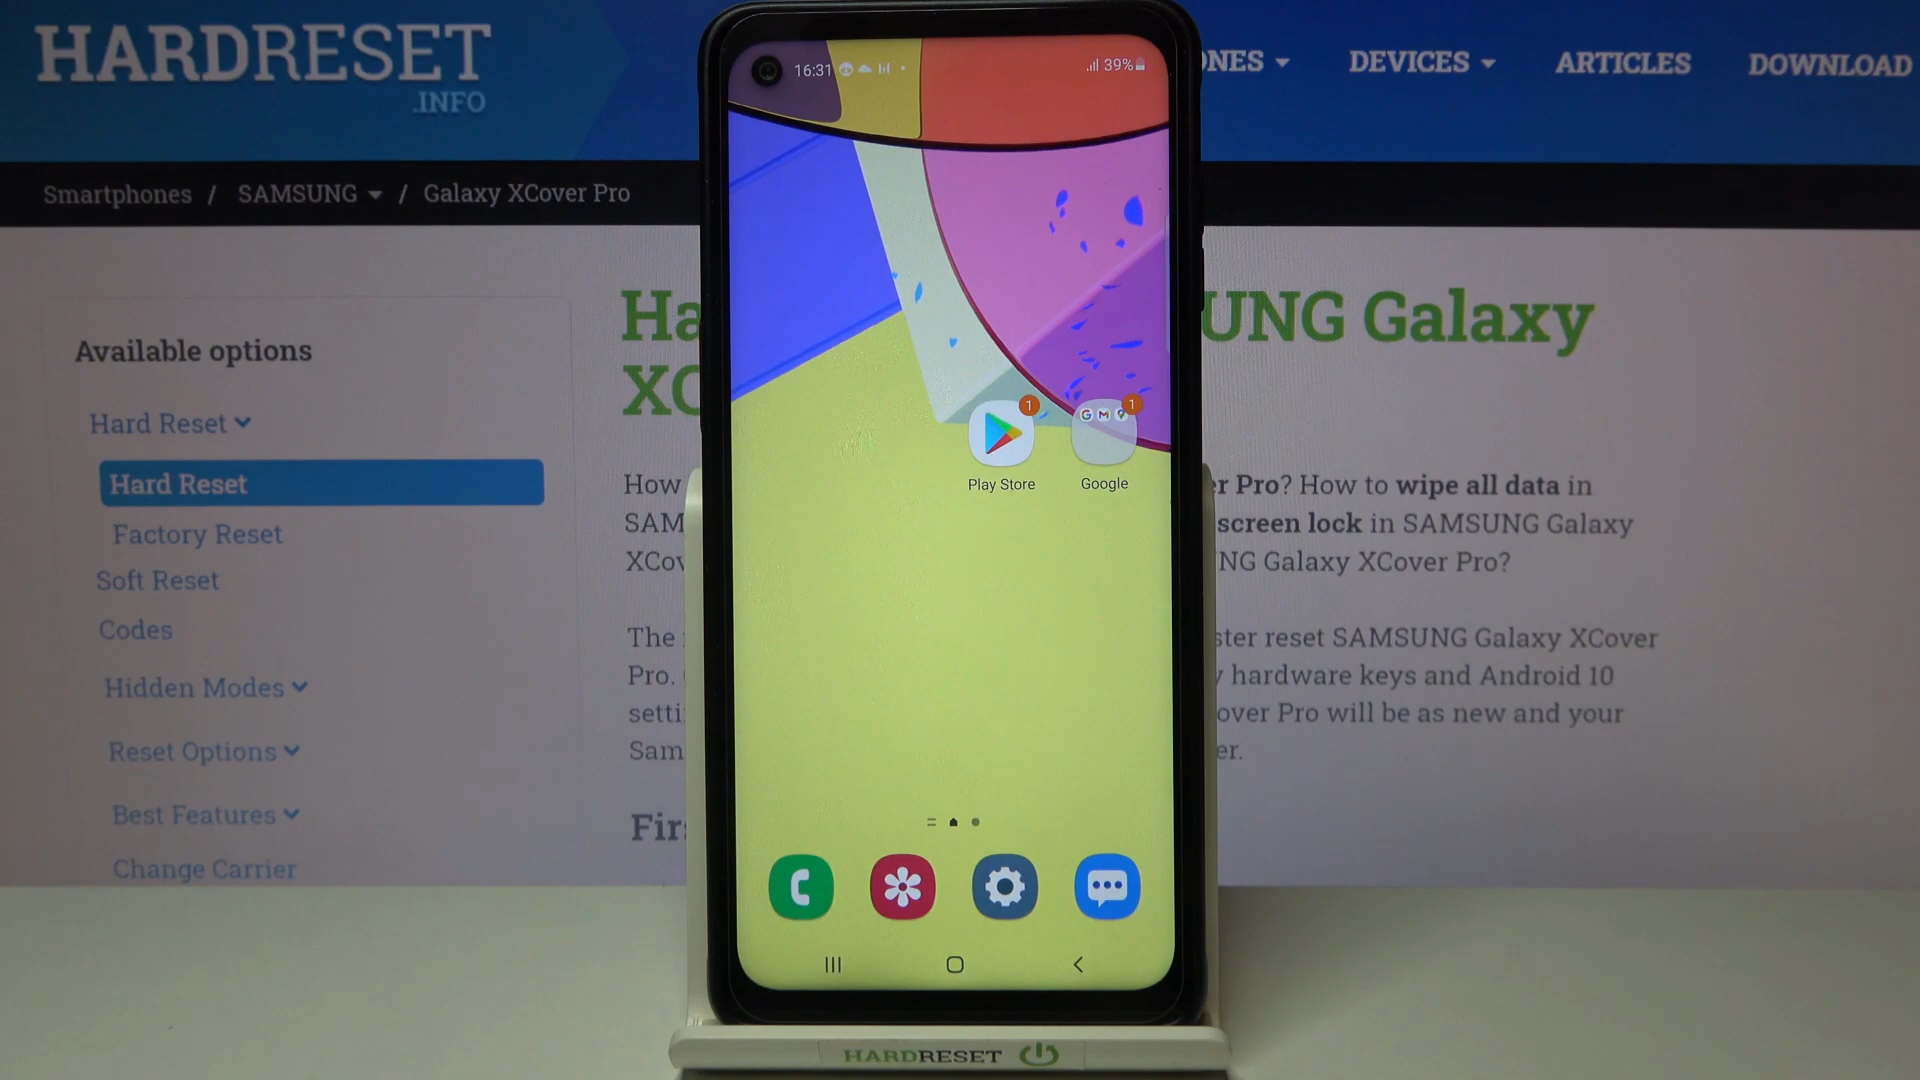 HARDRESET
.INFO
ONES
DEVICES
ARTICLES
DOWNLOAD
Smartphones / SAMSUNG / Galaxy XCover Pro
16:31
39%
Available options
Hard Reset
Hard Reset
Factory Reset
Soft Reset
Codes
Hidden Modes
Reset Options
Best Features
Change Carrier
Ha UNG Galaxy
XC
How r Pro? How to wipe all data in
SAM screen lock in SAMSUNG Galaxy
XCov NG Galaxy XCover Pro?
The ster reset SAMSUNG Galaxy XCover
Pro. y hardware keys and Android 10
setti over Pro will be as new and your
Sam er.
Firs
1
1
G M
Play Store
Google
HARDRESET